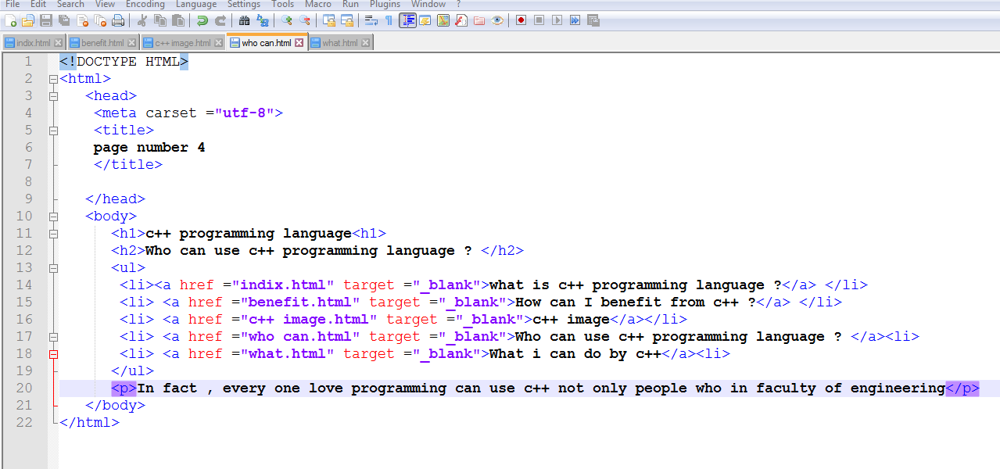 File Edit Search View Encoding Language Settings Tools Macro Run Plugins Window ?
indix.html benefit.html c++ image.html who can.html what.html
1 <!DOCTYPE HTML>
2 <html>
3 <head>
4 <meta carset ="utf-8">
5 <title>
6 page number 4
7 </title>
8
9 </head>
10 <body>
11 <h1>c++ programming language<h1>
12 <h2>Who can use c++ programming language ? </h2>
13 <ul>
14 <li><a href ="indix.html" target ="_blank">what is c++ programming language ?</a> </li>
15 <li> <a href ="benefit.html" target ="_blank">How can I benefit from c++ ?</a> </li>
16 <li> <a href ="c++ image.html" target ="_blank">c++ image</a></li>
17 <li> <a href ="who can.html" target ="_blank">Who can use c++ programming language ? </a><li>
18 <li> <a href ="what.html" target ="_blank">What i can do by c++</a><li>
19 </ul>
20 <p>In fact , every one love programming can use c++ not only people who in faculty of engineering</p>
21 </body>
22 </html>